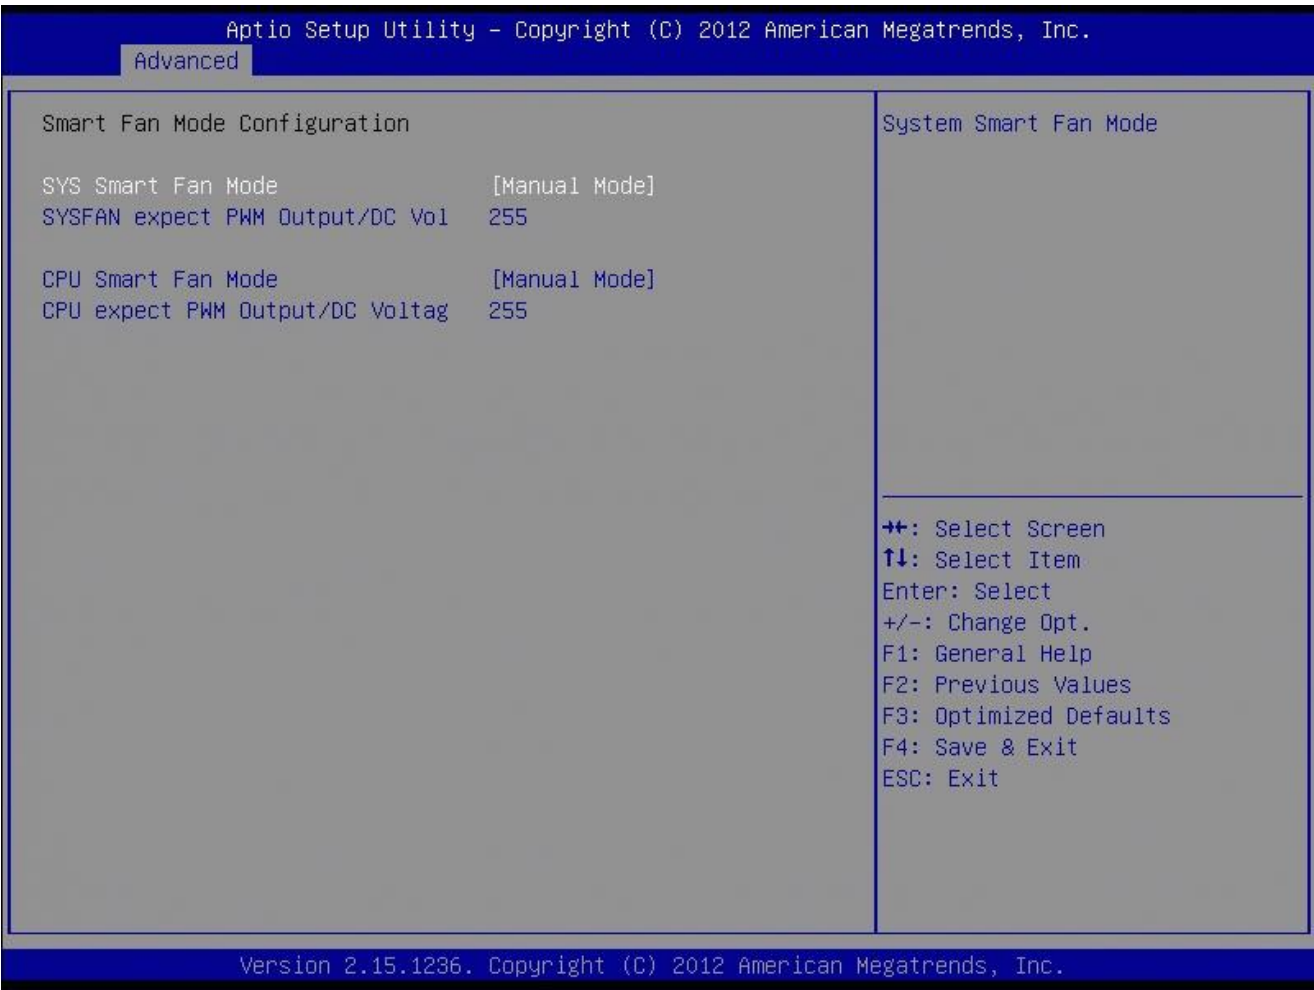 Aptio Setup Utility – Copyright (C) 2012 American Megatrends, Inc.
Advanced
Smart Fan Mode Configuration
SYS Smart Fan Mode [Manual Mode]
SYSFAN expect PWM Output/DC Vol 255
CPU Smart Fan Mode [Manual Mode]
CPU expect PWM Output/DC Voltag 255
System Smart Fan Mode
→←: Select Screen
↑↓: Select Item
Enter: Select
+/-: Change Opt.
F1: General Help
F2: Previous Values
F3: Optimized Defaults
F4: Save & Exit
ESC: Exit
Version 2.15.1236. Copyright (C) 2012 American Megatrends, Inc.